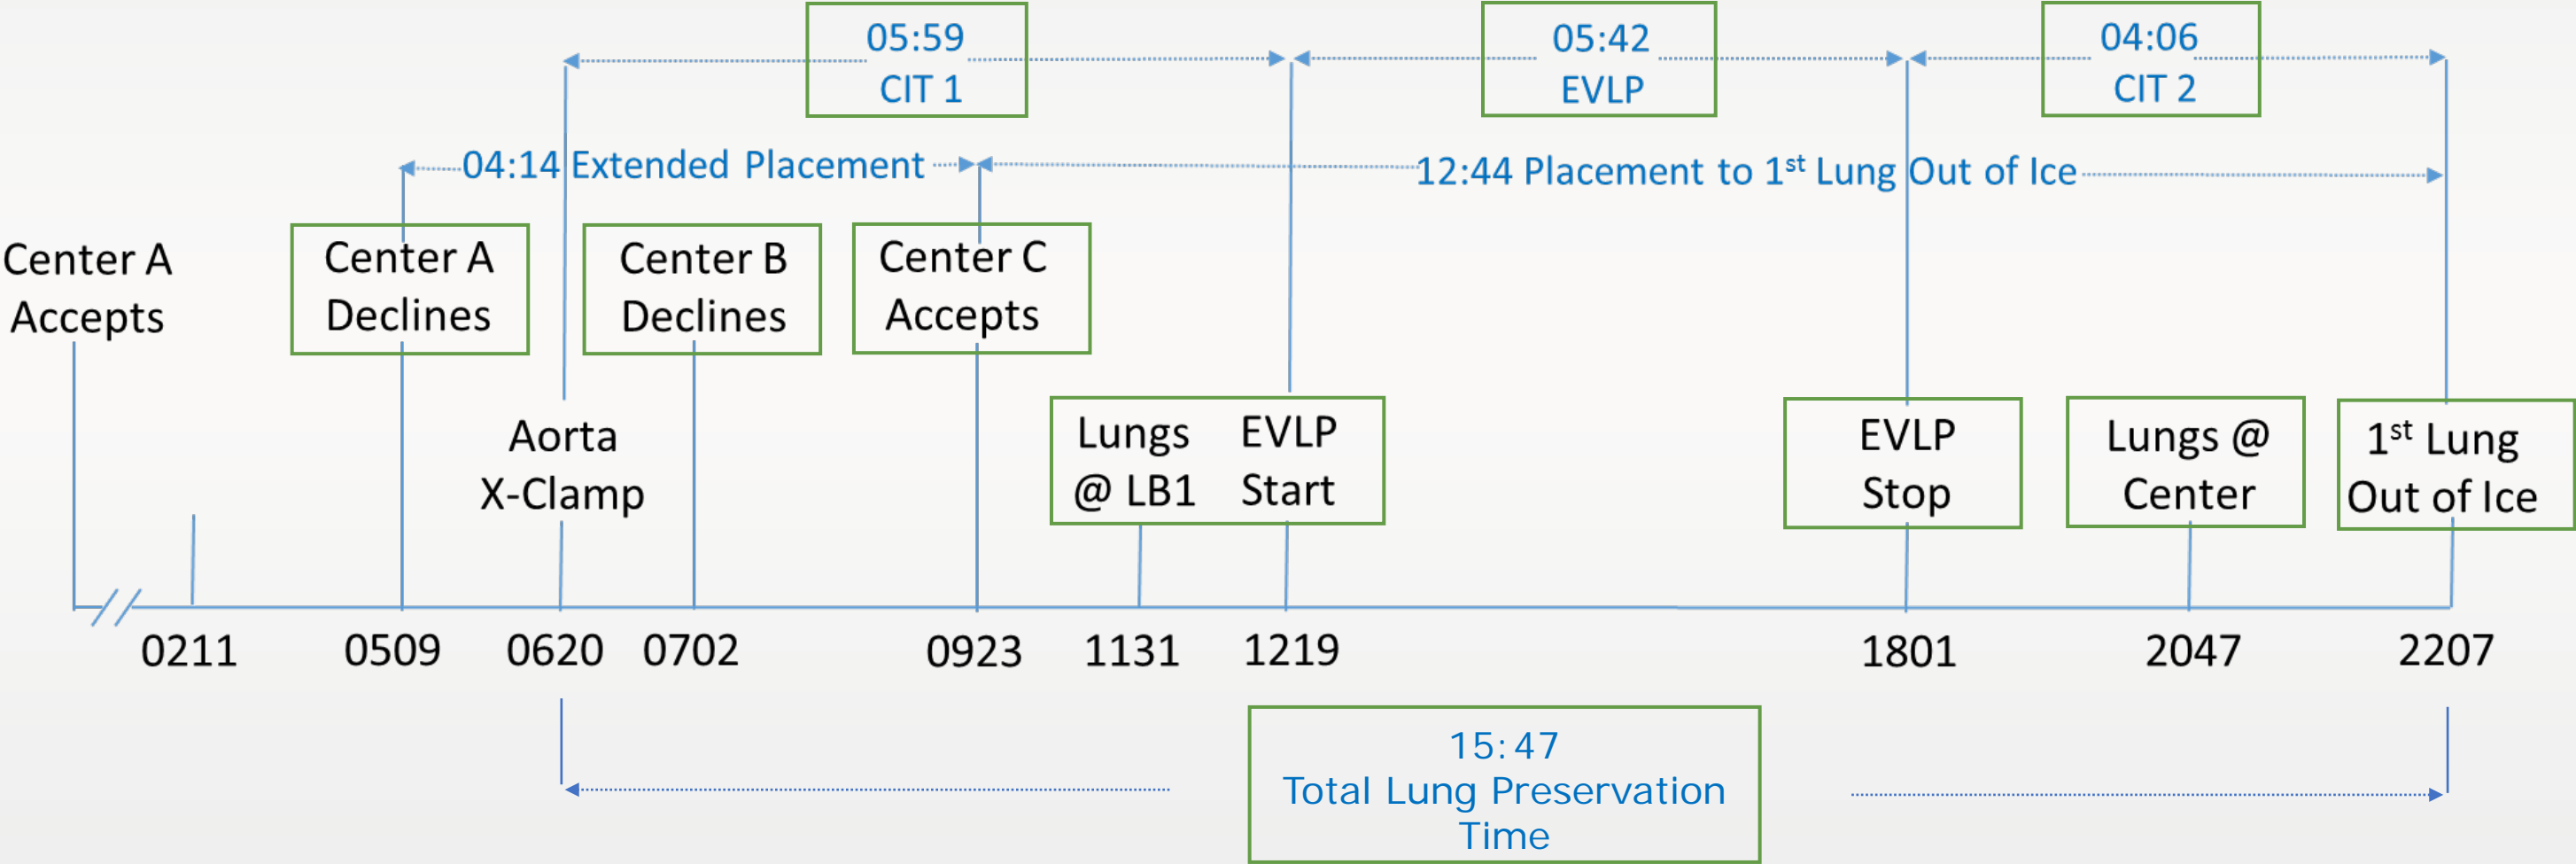 05:59
CIT 1
05:42
EVLP
04:06
CIT 2
04:14 Extended Placement
12:44 Placement to 1st Lung Out of Ice
Center A
Accepts
Center A
Declines
Center B
Declines
Center C
Accepts
Aorta
X-Clamp
Lungs
@ LB1
EVLP
Start
EVLP
Stop
Lungs @
Center
1st Lung
Out of Ice
0211
0509
0620
0702
0923
1131
1219
1801
2047
2207
15:47
Total Lung Preservation
Time